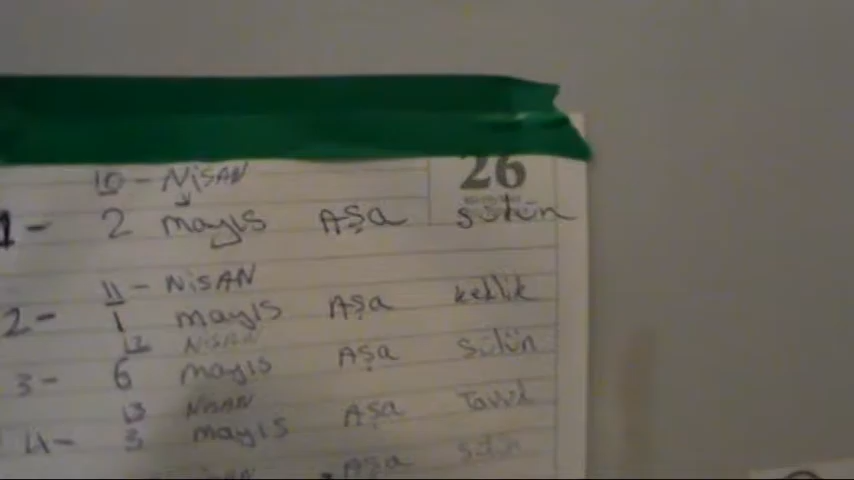 26
10 - NİSAN
1- 2 mayıs AŞa sülün
11 - NİSAN
2- 1 mayıs AŞa keklik
12 NİSAN
3- 6 mayıs AŞa sülün
13 NİSAN
4- 3 mayıs AŞa Tavuk
AŞa sülün